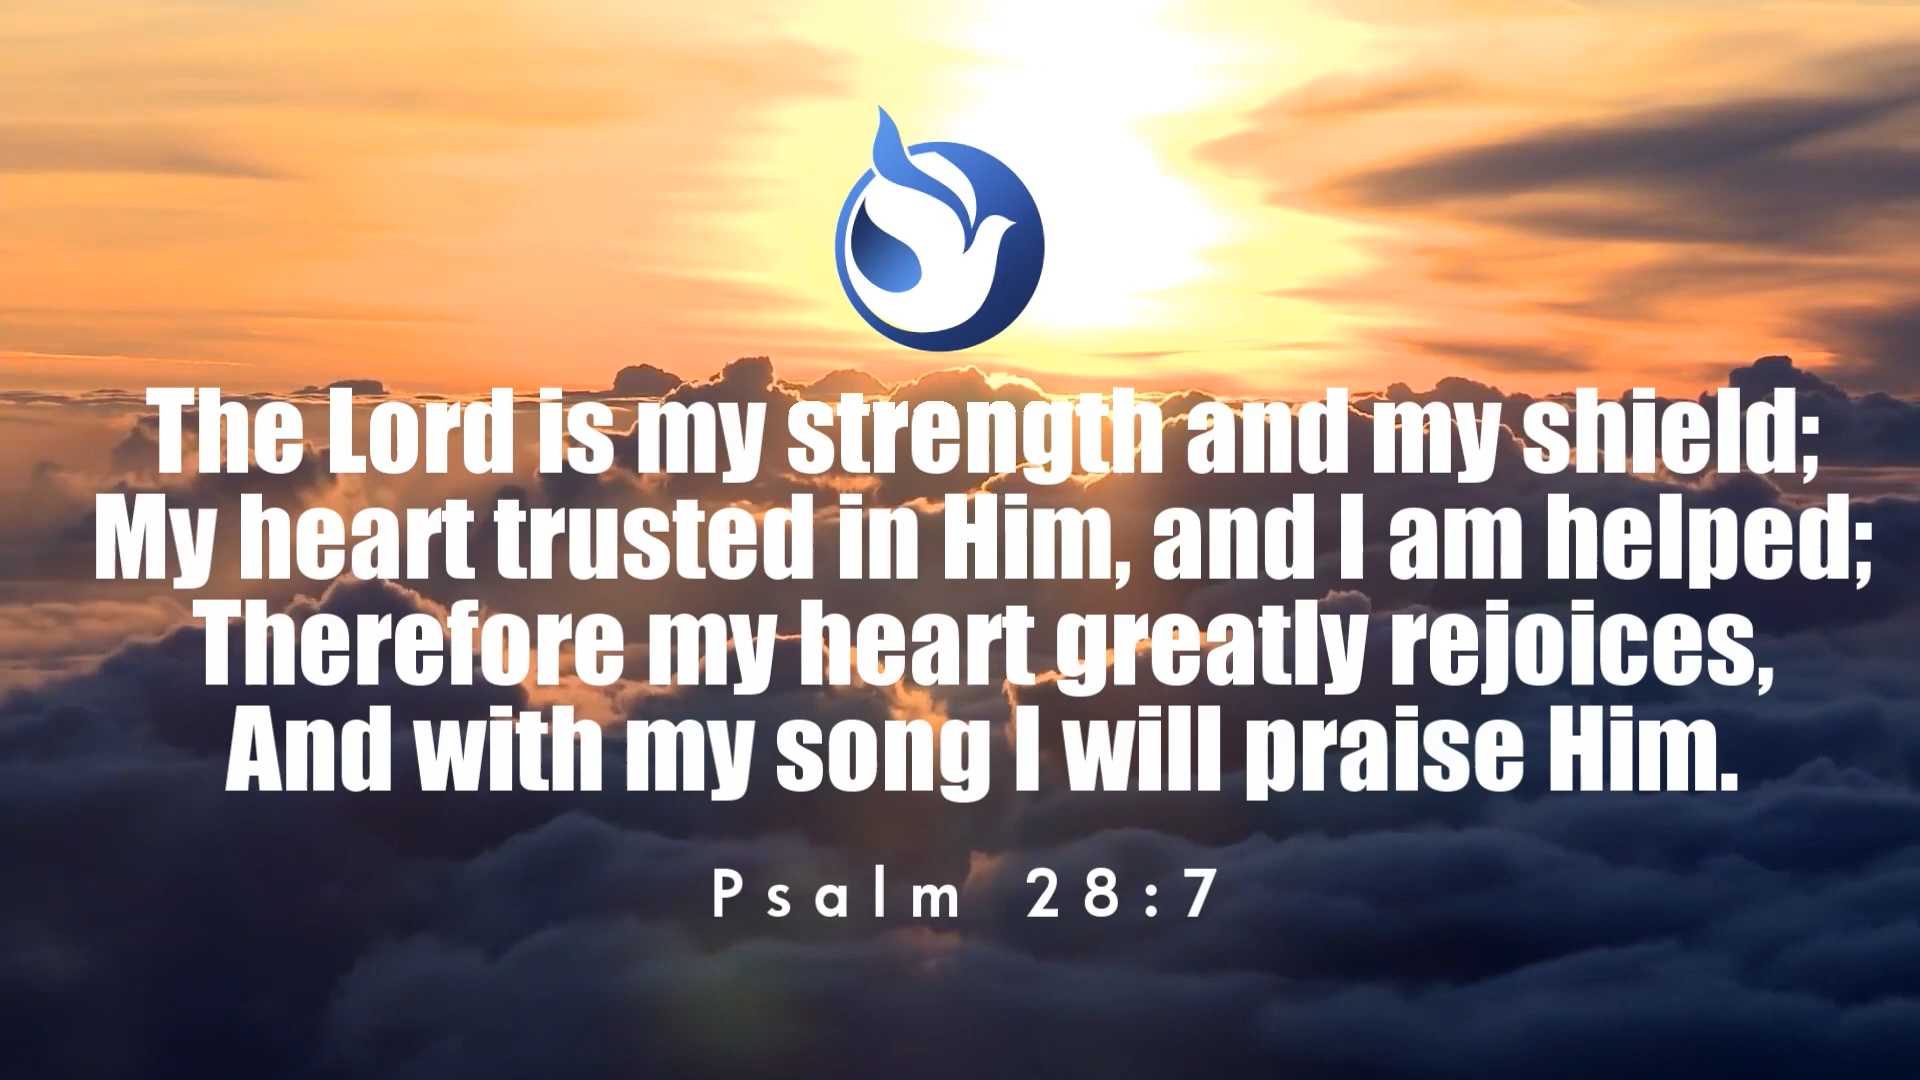 The Lord is my strength and my shield;
My heart trusted in Him, and I am helped;
Therefore my heart greatly rejoices,
And with my song I will praise Him.
Psalm 28:7